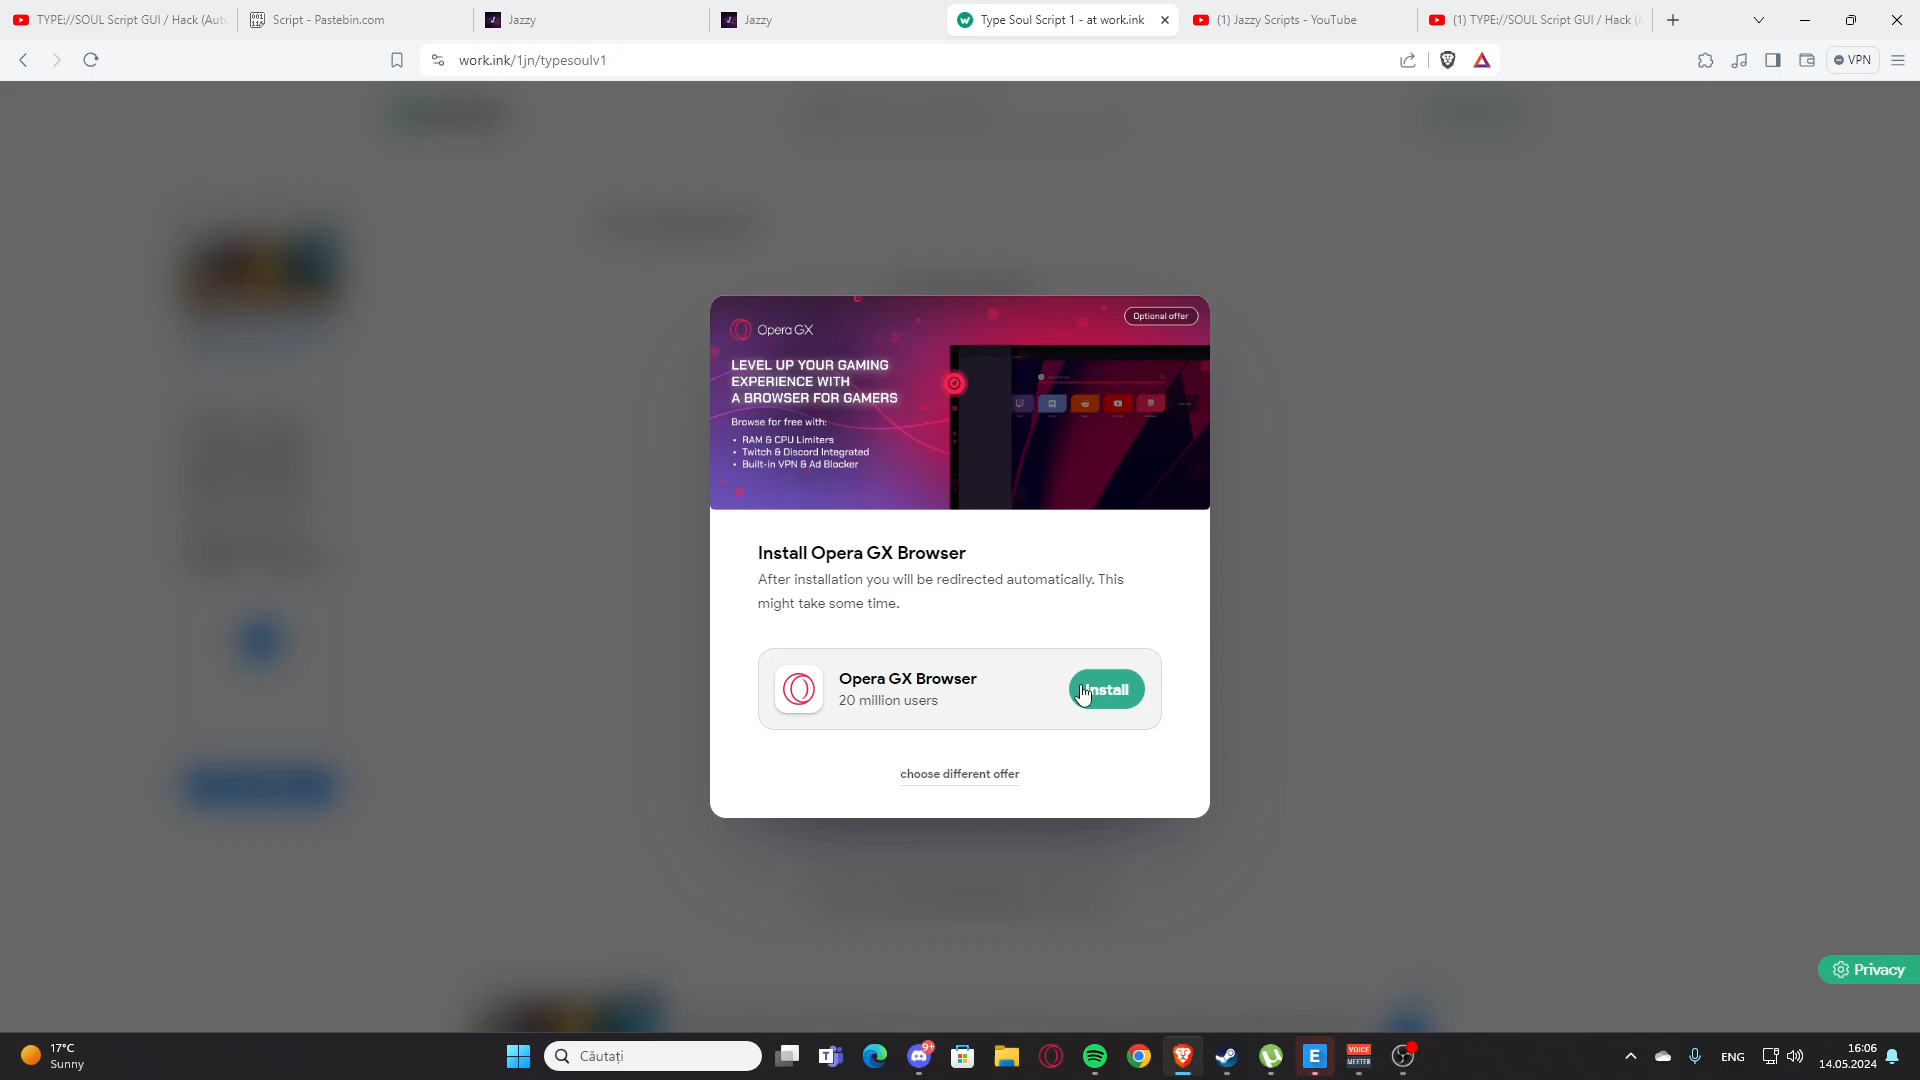 TYPE://SOUL Script GUI / Hack (Aut
Script - Pastebin.com
Jazzy
Jazzy
Type Soul Script 1 - at work.ink
(1) Jazzy Scripts - YouTube
(1) TYPE://SOUL Script GUI / Hack (A
work.ink/1jn/typesoulv1
VPN
Opera GX
Optional offer
LEVEL UP YOUR GAMING
EXPERIENCE WITH
A BROWSER FOR GAMERS
Browse for free with:
• RAM & CPU Limiters
• Twitch & Discord Integrated
• Built-in VPN & Ad Blocker
Install Opera GX Browser
After installation you will be redirected automatically. This
might take some time.
Opera GX Browser
20 million users
Install
choose different offer
Privacy
17°C
Sunny
Căutați
9+
VOICE
MEETER
ENG
16:06
14.05.2024